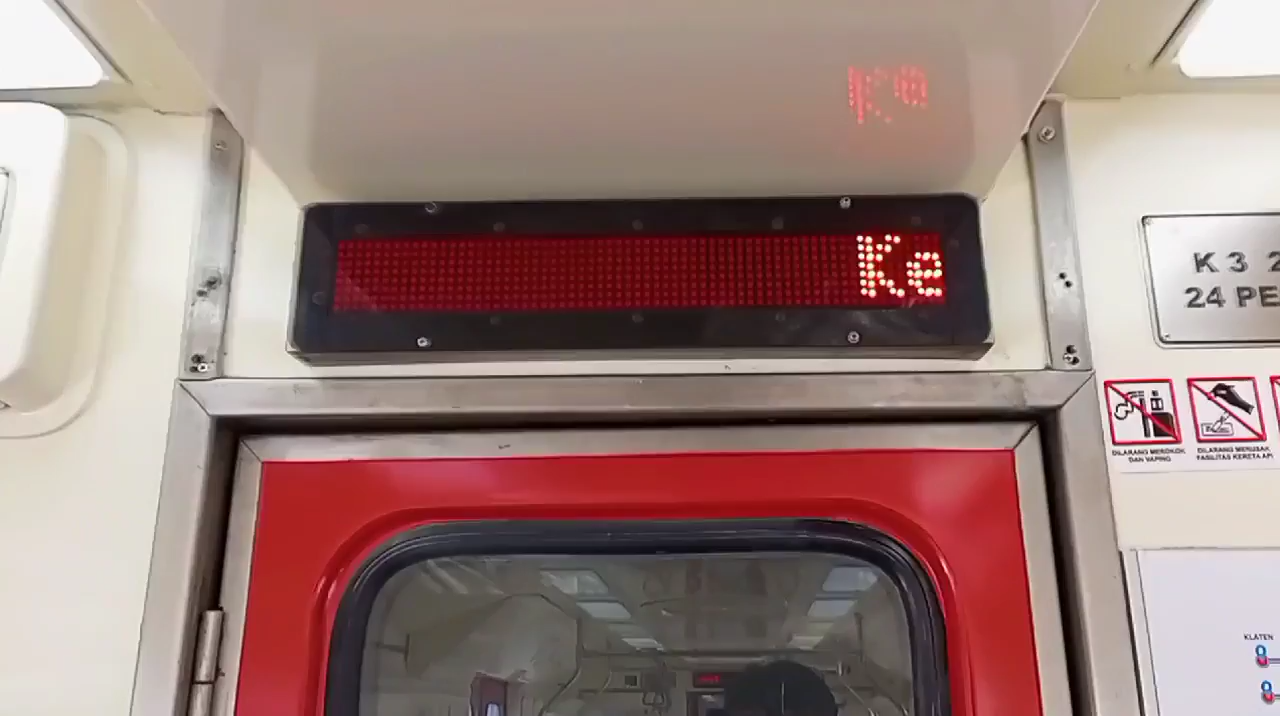 Ke
K 3 2
24 PE
DILARANG MEROKOK
DAN VAPING
DILARANG MERUSAK
FASILITAS KERETA API
KLATEN